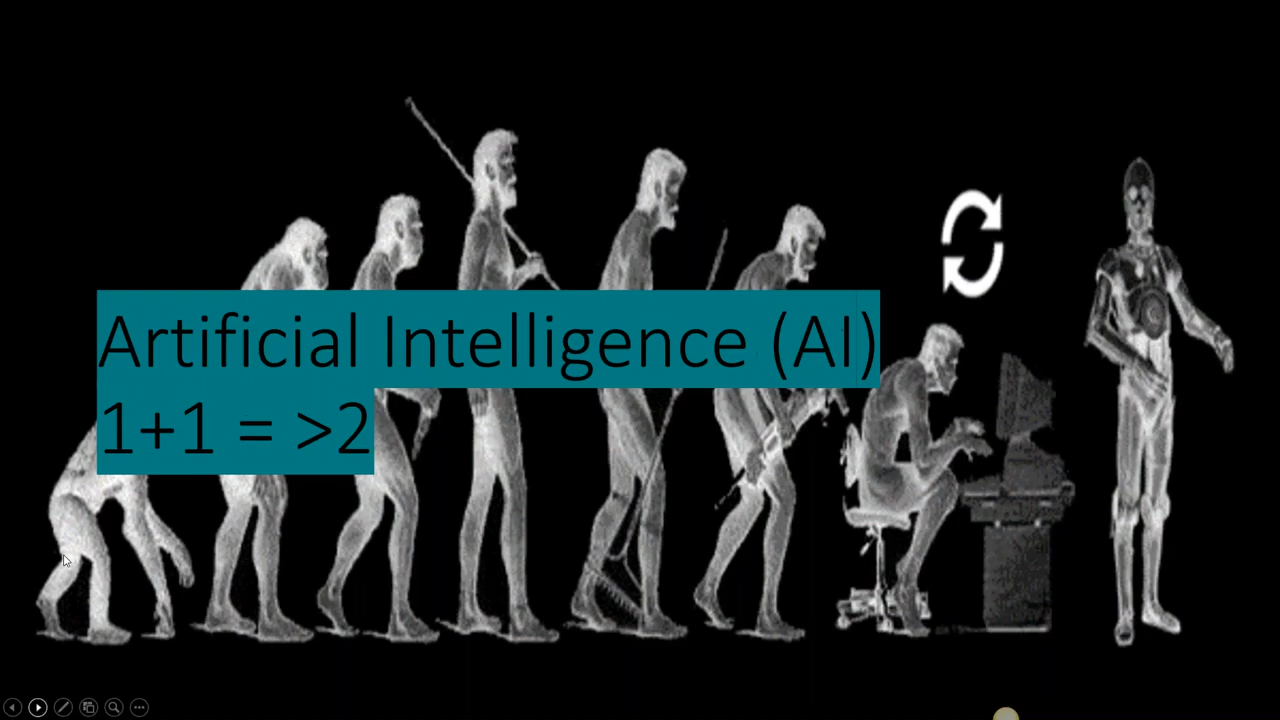 Artificial Intelligence (AI)
1+1 = >2